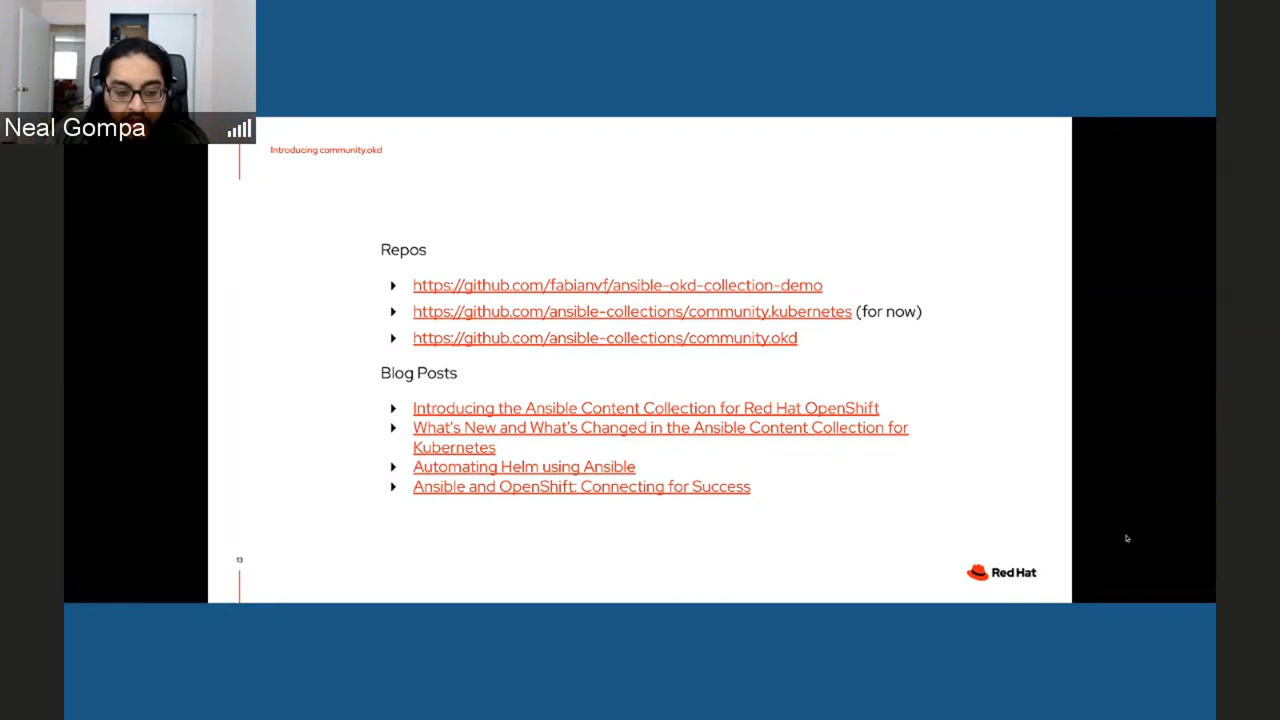 Neal Gompa
Introducing community.okd
Repos
https://github.com/fabianvf/ansible-okd-collection-demo
https://github.com/ansible-collections/community.kubernetes (for now)
https://github.com/ansible-collections/community.okd
Blog Posts
Introducing the Ansible Content Collection for Red Hat OpenShift
What's New and What's Changed in the Ansible Content Collection for
Kubernetes
Automating Helm using Ansible
Ansible and OpenShift: Connecting for Success
13
Red Hat